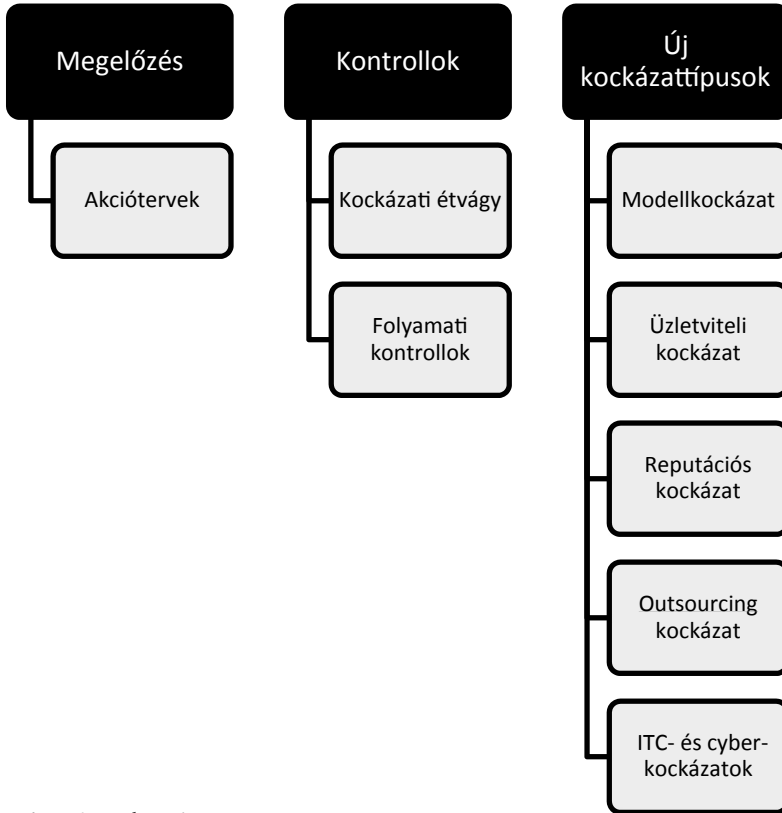 Megelőzés
Akciótervek
Kontrollok
Kockázati étvágy
Folyamati
kontrollok
Új
kockázattípusok
Modellkockázat
Üzletviteli
kockázat
Reputációs
kockázat
Outsourcing
kockázat
ITC- és cyber-
kockázatok